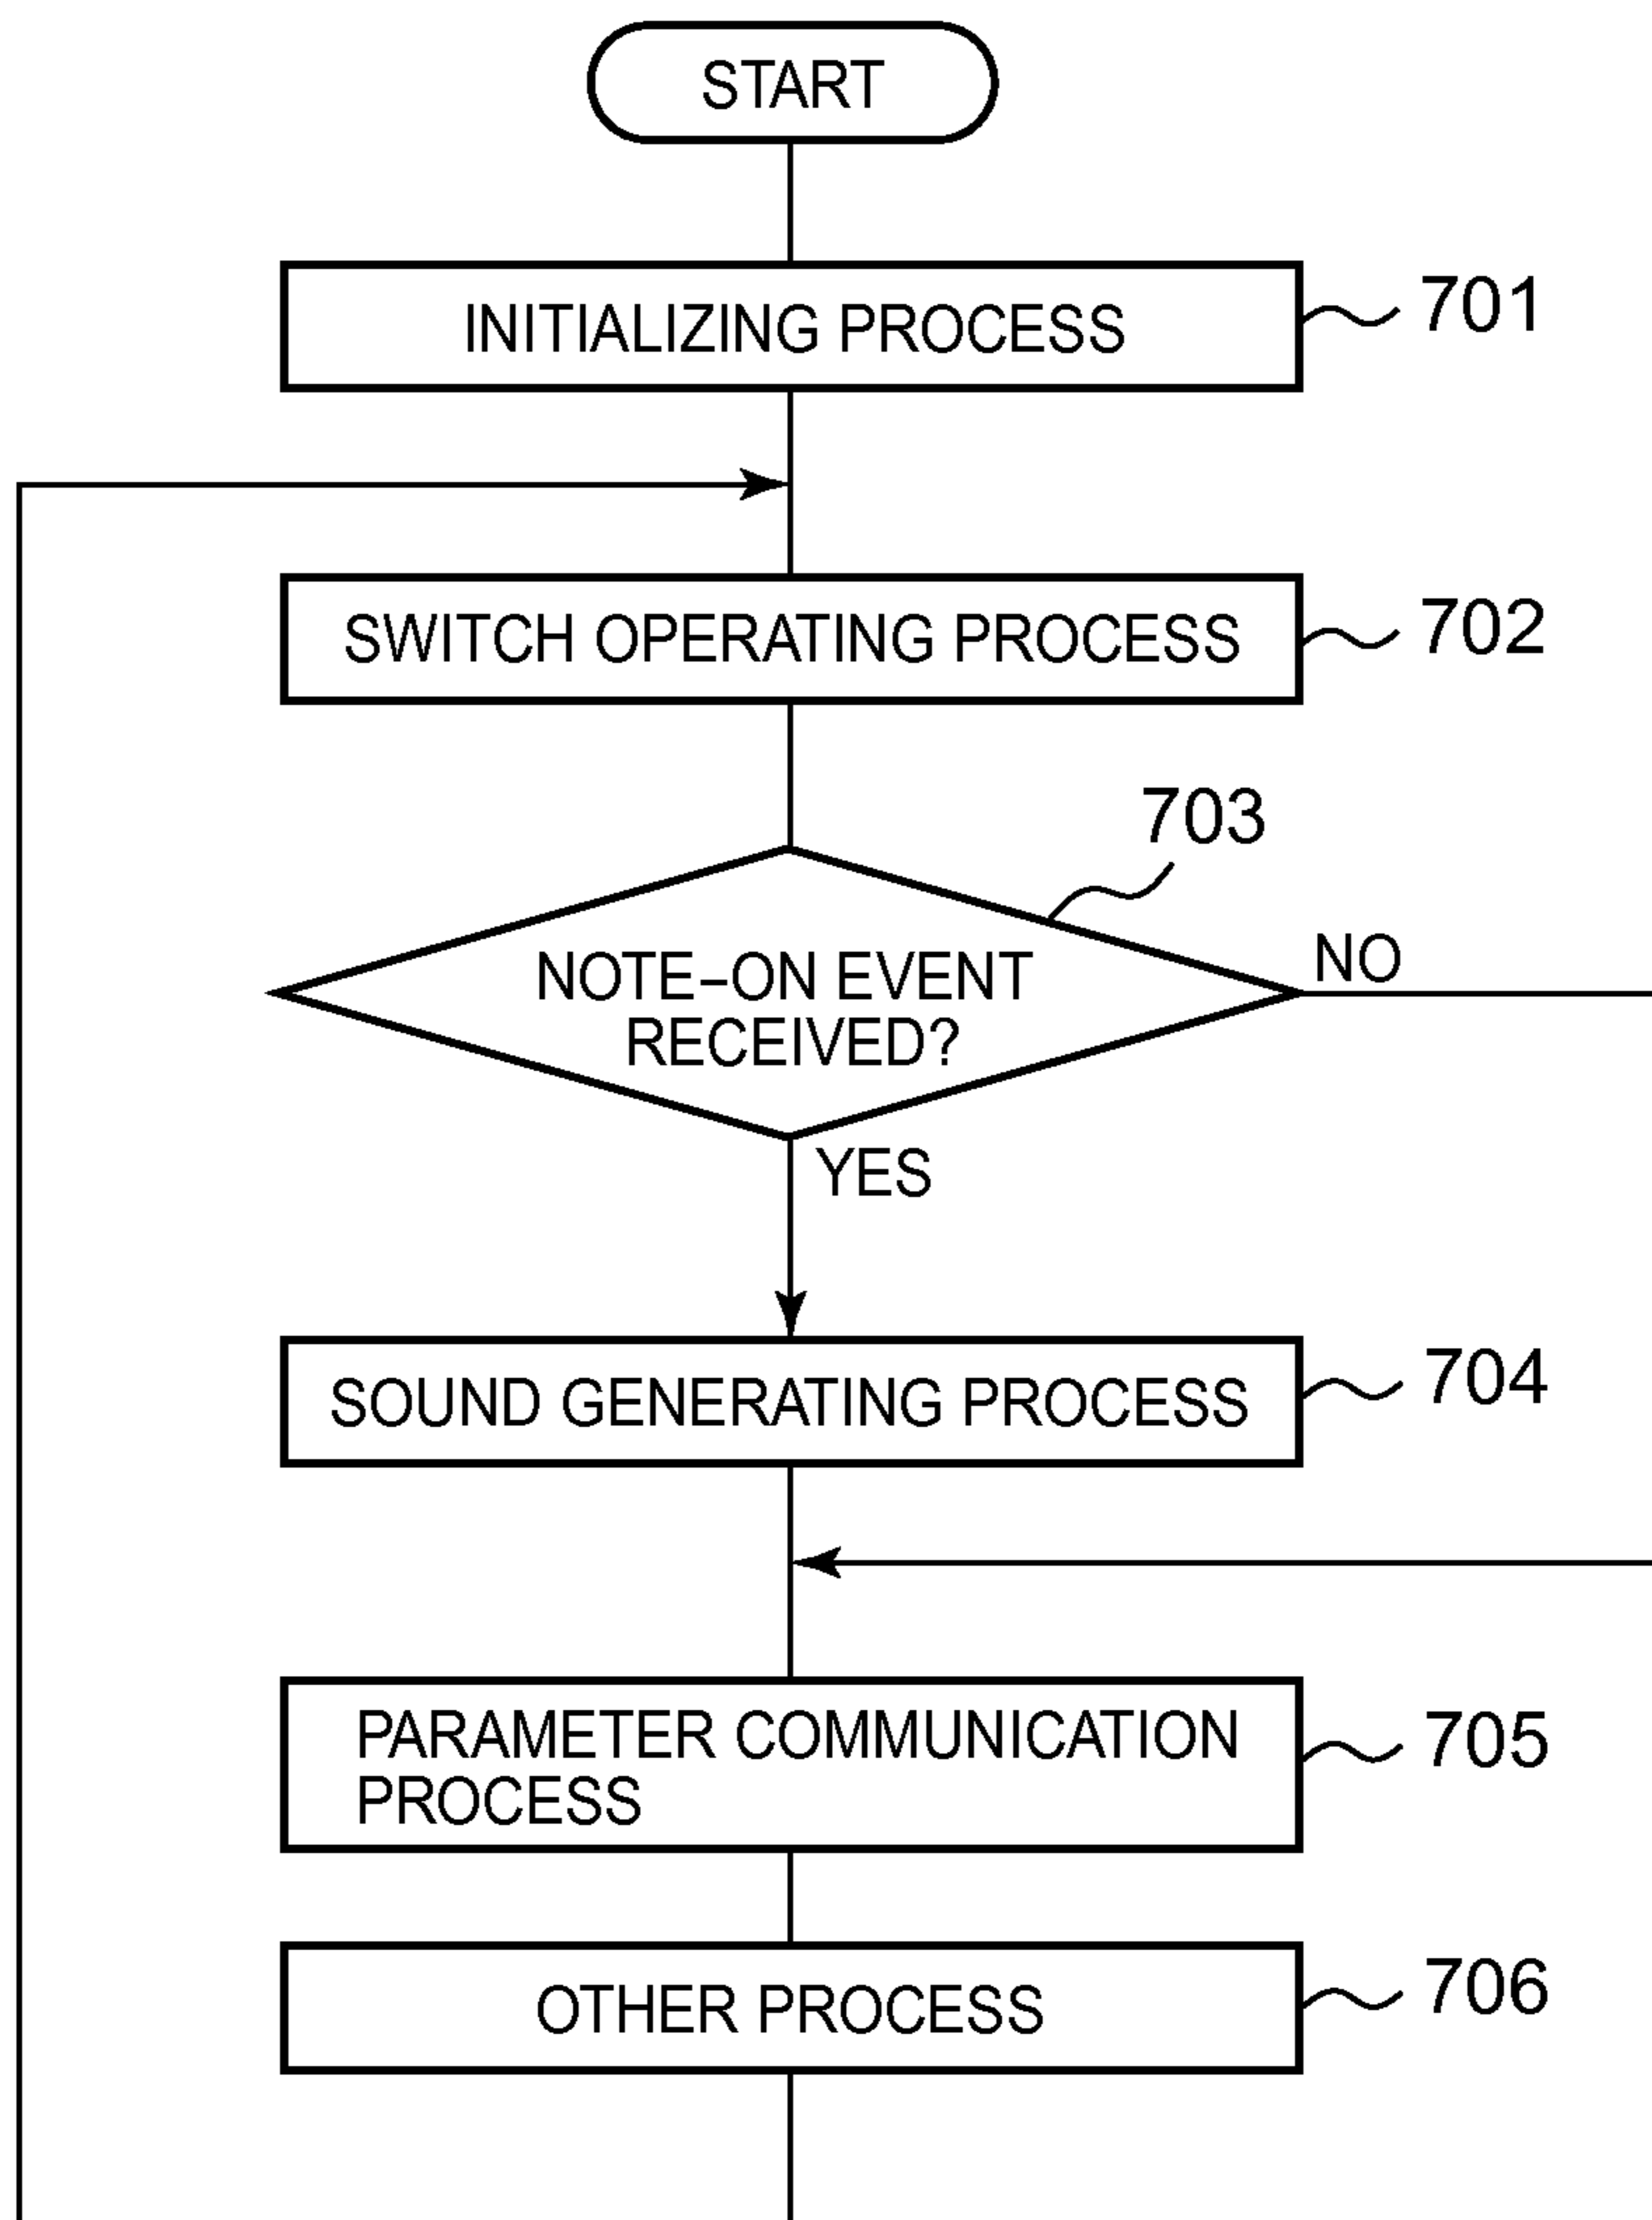 START
INITIALIZING PROCESS
701
SWITCH OPERATING PROCESS
702
703
NOTE-ON EVENT
RECEIVED?
NO
YES
SOUND GENERATING PROCESS
704
PARAMETER COMMUNICATION
PROCESS
705
OTHER PROCESS
706